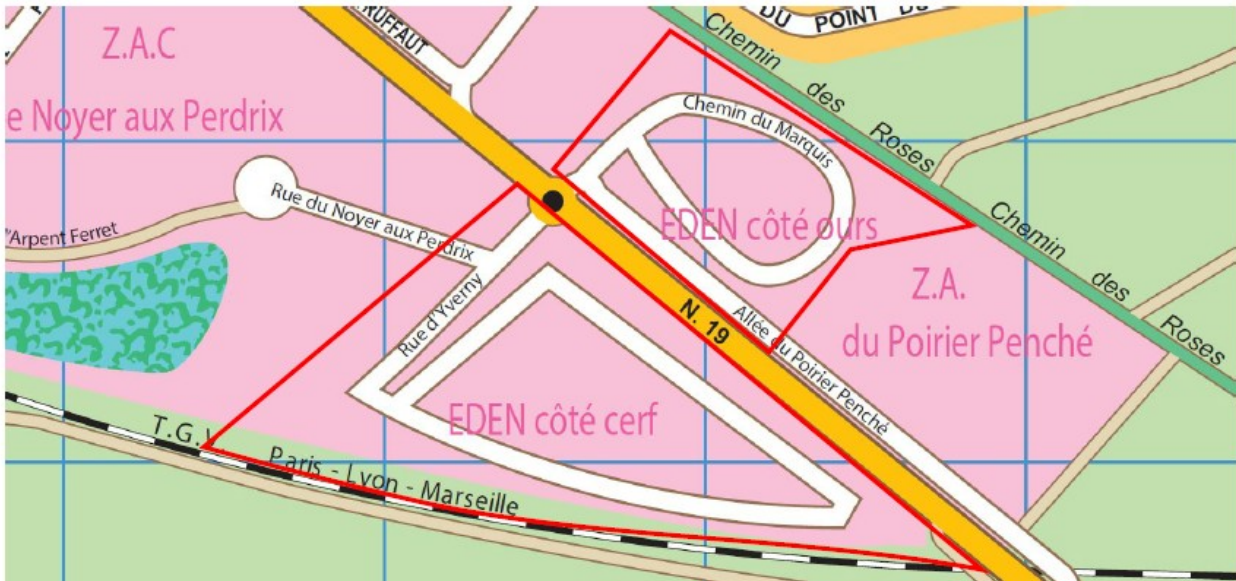 RUFFAUT
DU POINT DU
Z.A.C
e Noyer aux Perdrix
Chemin des Roses
Chemin du Marquis
Rue du Noyer aux Perdrix
'Arpent Ferret
EDEN côté ours
Chemin des Roses
Z.A.
du Poirier Penché
Rue d'Yverny
N. 19
Allée du Poirier Penché
EDEN côté cerf
T.G.V
Paris - Lyon - Marseille